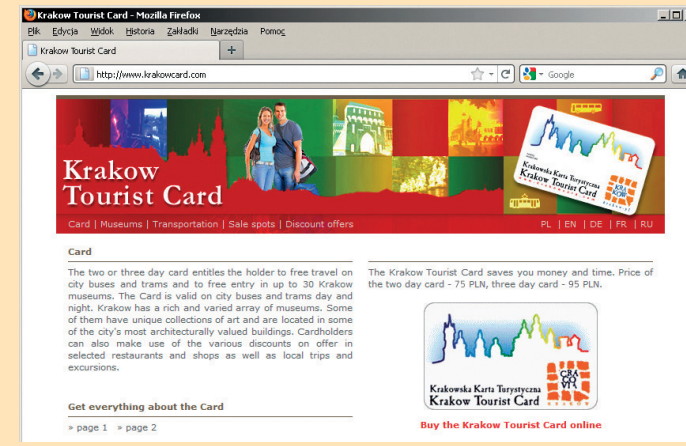 Krakow Tourist Card - Mozilla Firefox
Plik Edycja Widok Historia Zakładki Narzędzia Pomoc
Krakow Tourist Card +
http://www.krakowcard.com
Google
Krakow
Tourist Card
Krakowska Karta Turystyczna
Krakow Tourist Card
Card | Museums | Transportation | Sale spots | Discount offers
PL | EN | DE | FR | RU
Card
The two or three day card entitles the holder to free travel on
city buses and trams and to free entry in up to 30 Krakow
museums. The Card is valid on city buses and trams day and
night. Krakow has a rich and varied array of museums. Some
of them have unique collections of art and are located in some
of the city's most architecturally valued buildings. Cardholders
can also make use of the various discounts on offer in
selected restaurants and shops as well as local trips and
excursions.
Get everything about the Card
» page 1 » page 2
The Krakow Tourist Card saves you money and time. Price of
the two day card - 75 PLN, three day card - 95 PLN.
Krakowska Karta Turystyczna
Krakow Tourist Card
CRA
CO
VIA
KRAKÓW
Buy the Krakow Tourist Card online